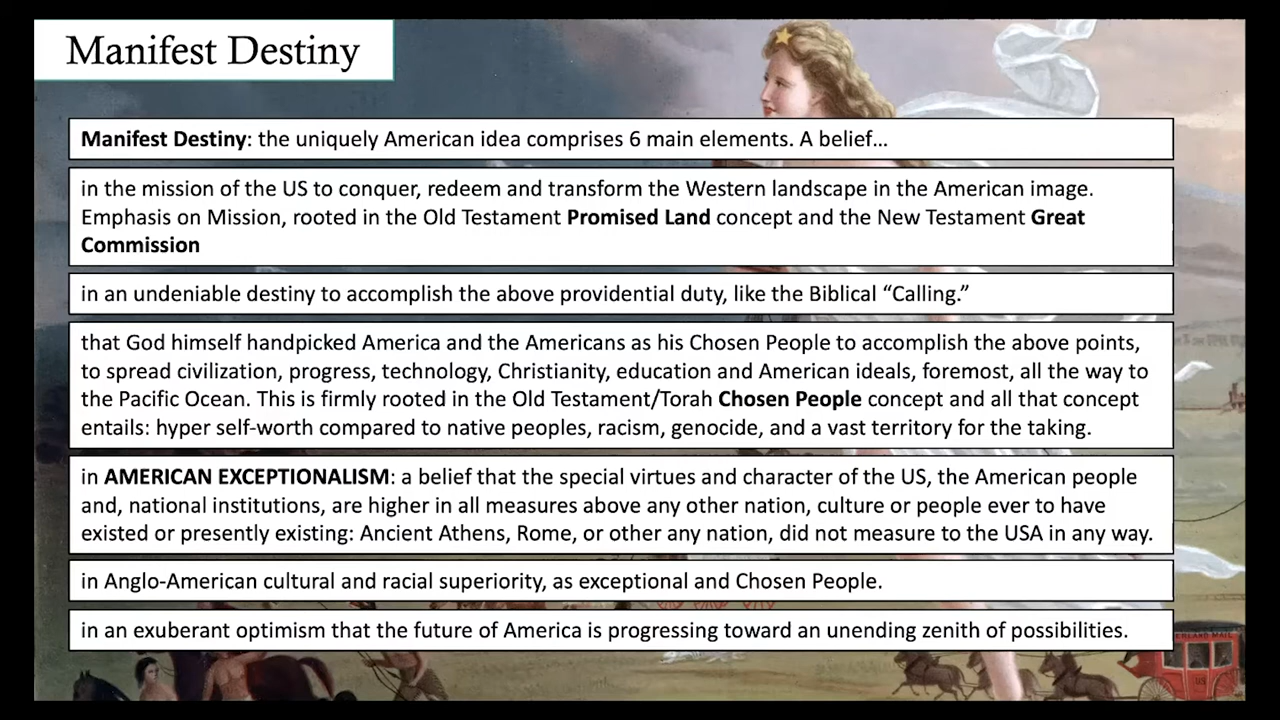 Manifest Destiny
Manifest Destiny: the uniquely American idea comprises 6 main elements. A belief…
in the mission of the US to conquer, redeem and transform the Western landscape in the American image.
Emphasis on Mission, rooted in the Old Testament Promised Land concept and the New Testament Great
Commission
in an undeniable destiny to accomplish the above providential duty, like the Biblical “Calling.”
that God himself handpicked America and the Americans as his Chosen People to accomplish the above points,
to spread civilization, progress, technology, Christianity, education and American ideals, foremost, all the way to
the Pacific Ocean. This is firmly rooted in the Old Testament/Torah Chosen People concept and all that concept
entails: hyper self-worth compared to native peoples, racism, genocide, and a vast territory for the taking.
in AMERICAN EXCEPTIONALISM: a belief that the special virtues and character of the US, the American people
and, national institutions, are higher in all measures above any other nation, culture or people ever to have
existed or presently existing: Ancient Athens, Rome, or other any nation, did not measure to the USA in any way.
in Anglo-American cultural and racial superiority, as exceptional and Chosen People.
in an exuberant optimism that the future of America is progressing toward an unending zenith of possibilities.
MAIL